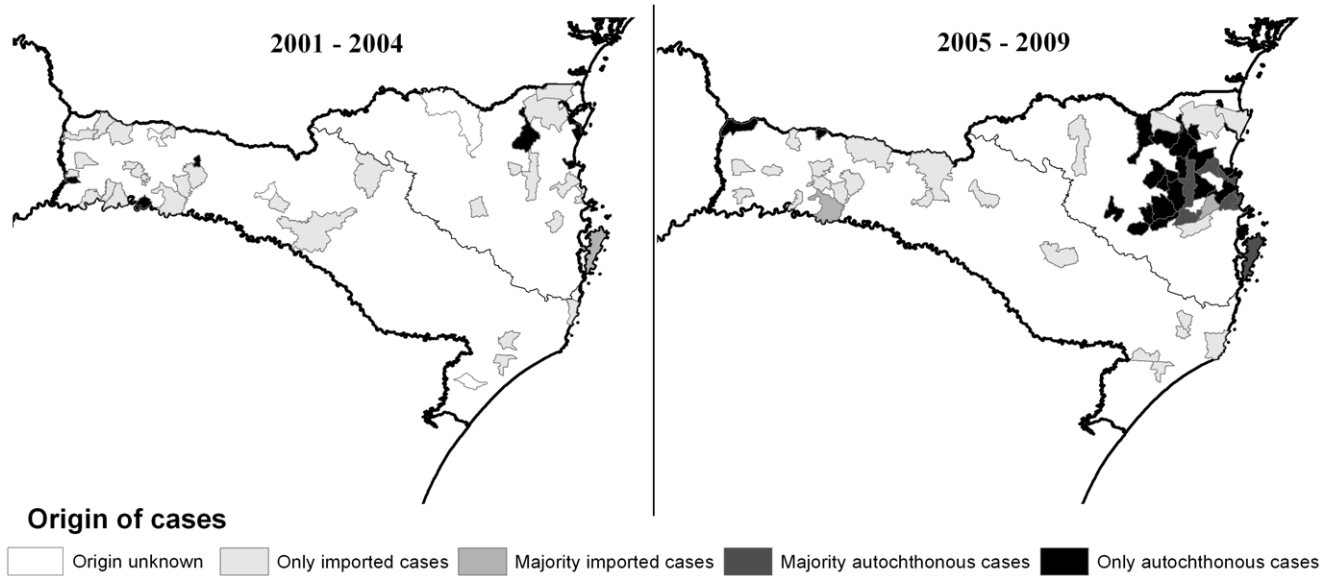 2001 - 2004
2005 - 2009
Origin of cases
Origin unknown
Only imported cases
Majority imported cases
Majority autochthonous cases
Only autochthonous cases